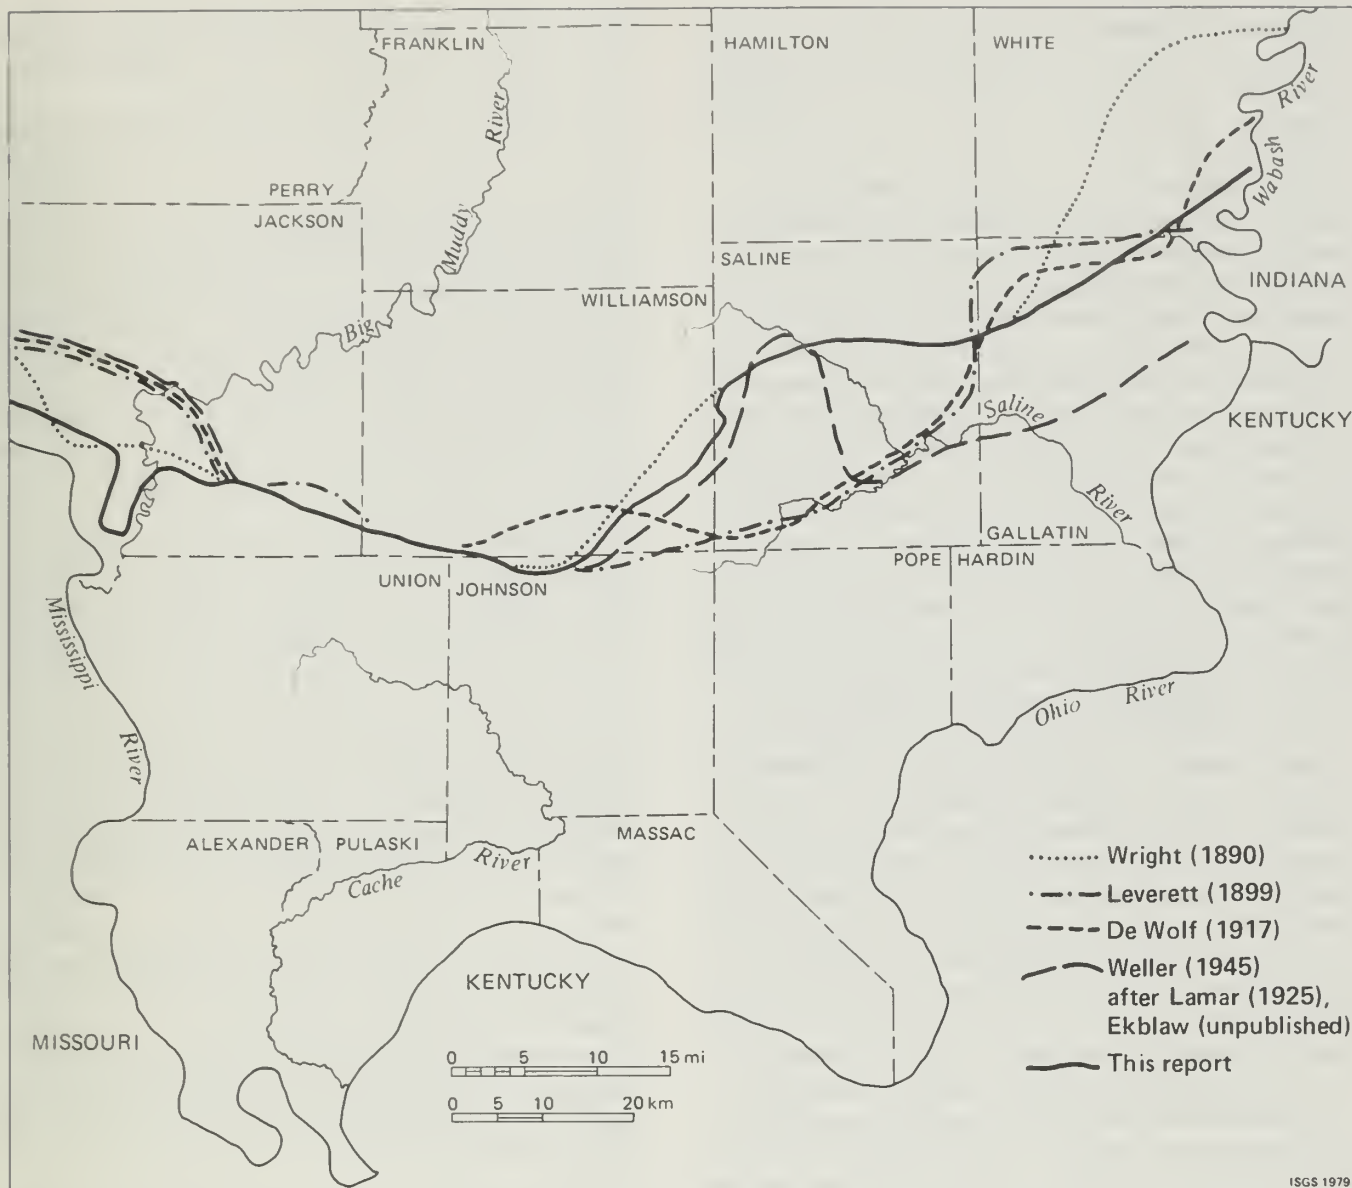 FRANKLIN
HAMILTON
WHITE
River
River
Wabash
PERRY
JACKSON
Muddy
SALINE
INDIANA
WILLIAMSON
Big
Saline
KENTUCKY
River
GALLATIN
POPE
HARDIN
UNION
JOHNSON
Mississippi
River
Ohio River
ALEXANDER
PULASKI
MASSAC
River
Cache
KENTUCKY
MISSOURI
Wright (1890)
Leverett (1899)
De Wolf (1917)
Weller (1945)
after Lamar (1925),
Ekblaw (unpublished)
This report
0 5 10 15 mi
0 5 10 20 km
ISGS 1979